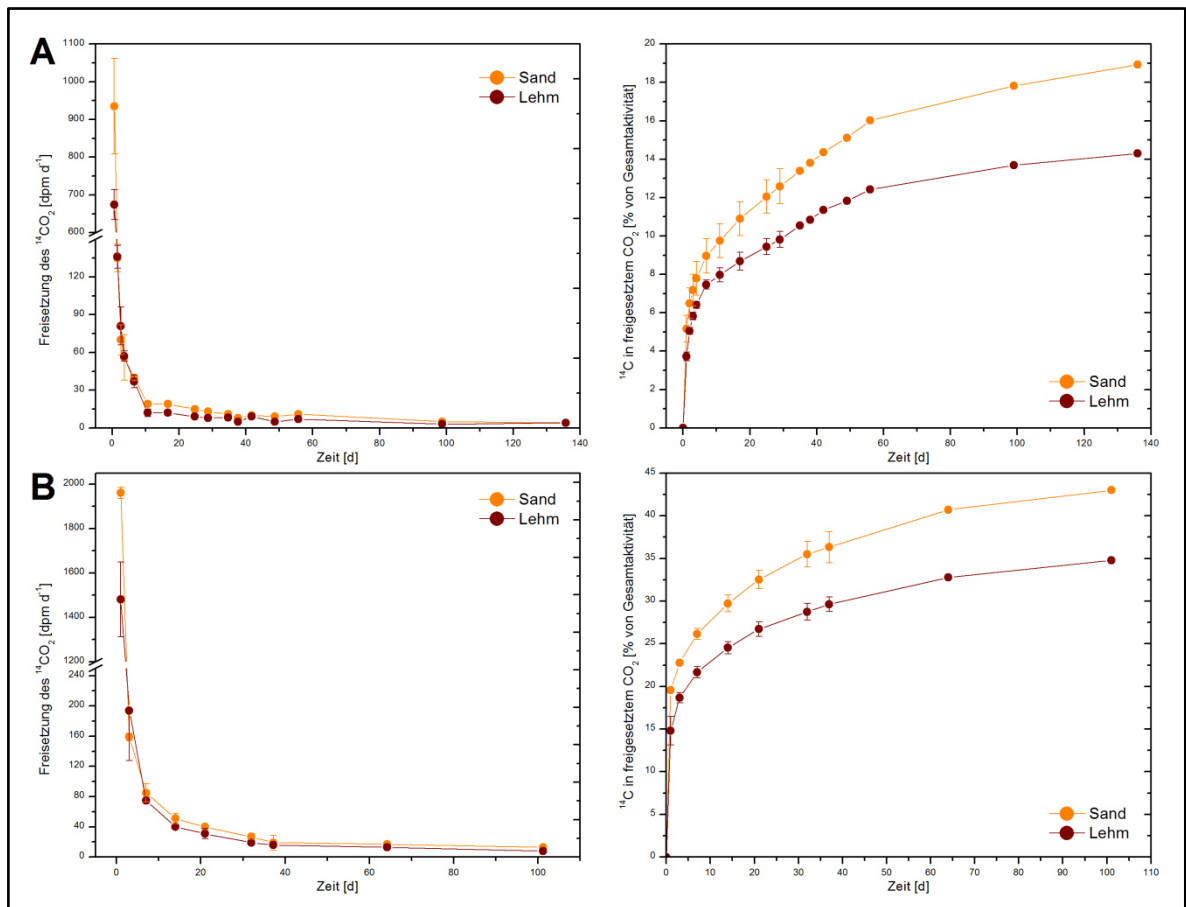 A
Freisetzung des ¹⁴CO₂ [dpm d⁻¹]
1100
1000
900
800
700
600
120
90
60
30
0
Sand
Lehm
0 20 40 60 80 100 120 140
Zeit [d]
¹⁴C in freigesetztem CO₂ [% von Gesamtaktivität]
20
18
16
14
12
10
8
6
4
2
0
Sand
Lehm
0 20 40 60 80 100 120 140
Zeit [d]
B
Freisetzung des ¹⁴CO₂ [dpm d⁻¹]
2000
1800
1600
1400
1200
240
200
160
120
80
40
0
Sand
Lehm
0 20 40 60 80 100
Zeit [d]
¹⁴C in freigesetztem CO₂ [% von Gesamtaktivität]
45
40
35
30
25
20
15
10
5
0
Sand
Lehm
0 10 20 30 40 50 60 70 80 90 100 110
Zeit [d]